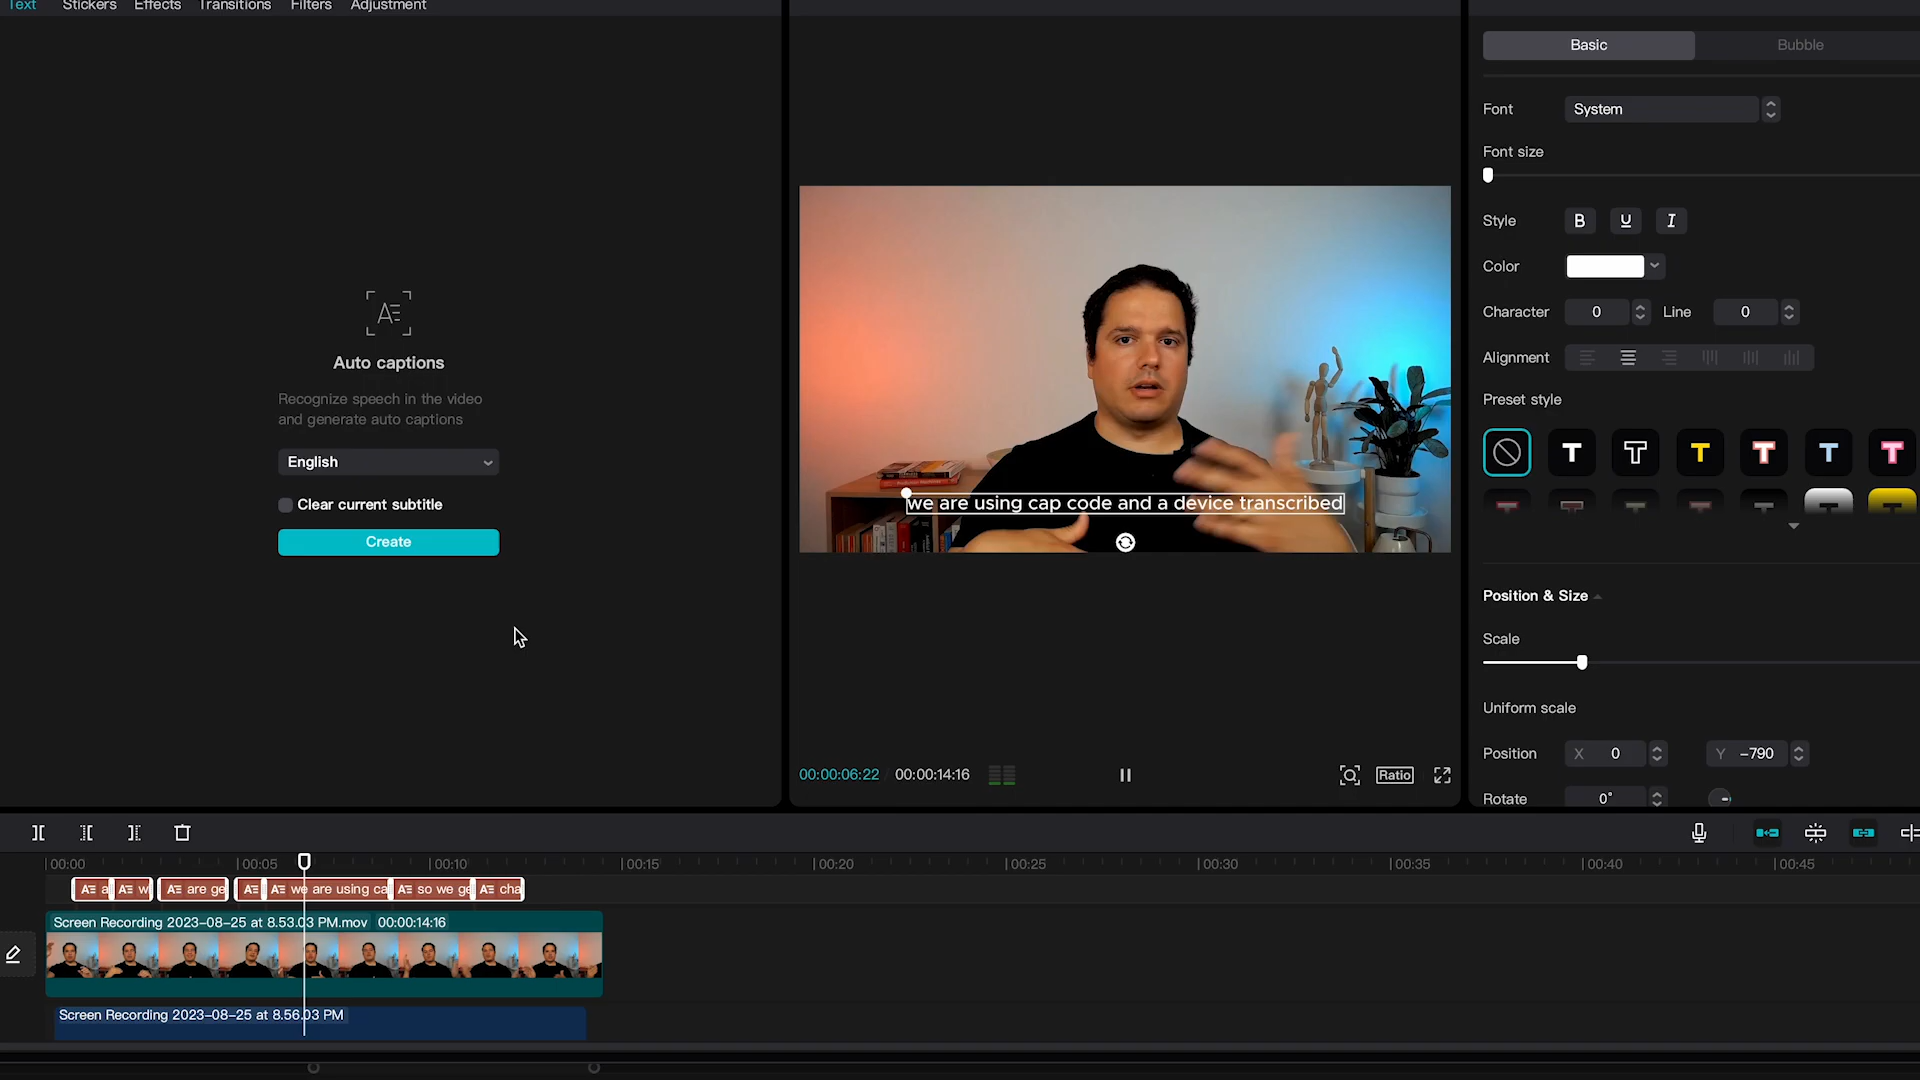 Text Stickers Effects Transitions Filters Adjustment
Auto captions
Recognize speech in the video
and generate auto captions
English
Clear current subtitle
Create
we are using cap code and a device transcribed
00:00:06:22 00:00:14:16
Ratio
Basic Bubble
Font System
Font size
Style B U I
Color
Character 0 Line 0
Alignment
Preset style
T T T T T T
Position & Size
Scale
Uniform scale
Position X 0 Y -790
Rotate 0°
00:00 00:05 00:10 00:15 00:20 00:25 00:30 00:35 00:40 00:45
a w are ge we are using ca so we ge cha
Screen Recording 2023-08-25 at 8.53.03 PM.mov 00:00:14:16
Screen Recording 2023-08-25 at 8.56.03 PM